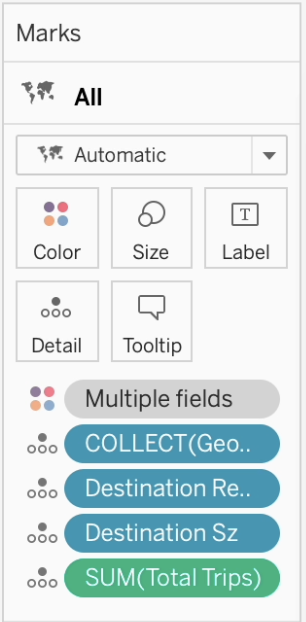 Marks
All
Automatic
Color
Size
T
Label
Detail
Tooltip
Multiple fields
COLLECT(Geo..
Destination Re..
Destination Sz
SUM(Total Trips)